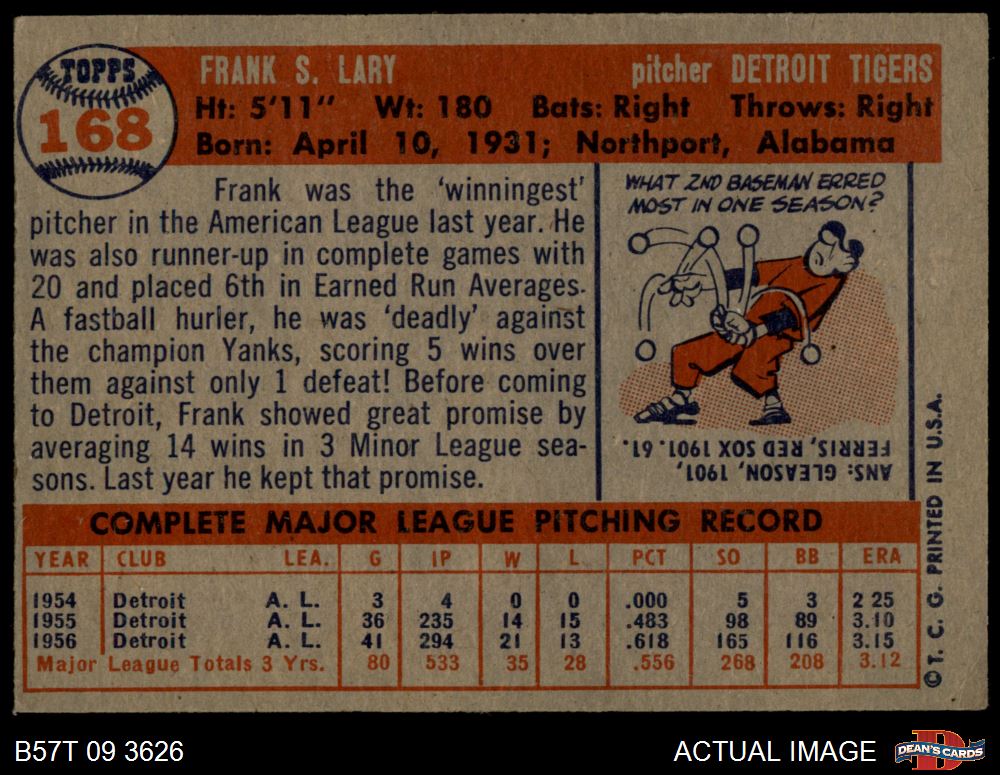 TOPPS
168
FRANK S. LARY pitcher DETROIT TIGERS
Ht: 5'11" Wt: 180 Bats: Right Throws: Right
Born: April 10, 1931; Northport, Alabama
Frank was the 'winningest'
pitcher in the American League last year. He
was also runner-up in complete games with
20 and placed 6th in Earned Run Averages.
A fastball hurler, he was 'deadly' against
the champion Yanks, scoring 5 wins over
them against only 1 defeat! Before coming
to Detroit, Frank showed great promise by
averaging 14 wins in 3 Minor League sea-
sons. Last year he kept that promise.
WHAT 2ND BASEMAN ERRED
MOST IN ONE SEASON?
ANS: GLEASON, 1901,
FERRIS, RED SOX 1901. 61.
COMPLETE MAJOR LEAGUE PITCHING RECORD
YEAR CLUB LEA. G IP W L PCT SO BB ERA
1954 Detroit A. L. 3 4 0 0 .000 5 3 2 25
1955 Detroit A. L. 36 235 14 15 .483 98 89 3.10
1956 Detroit A. L. 41 294 21 13 .618 165 116 3.15
Major League Totals 3 Yrs. 80 533 35 28 .556 268 208 3.12
©T. C. G. PRINTED IN U.S.A.
B57T 09 3626 ACTUAL IMAGE
D
DEAN'S CARDS